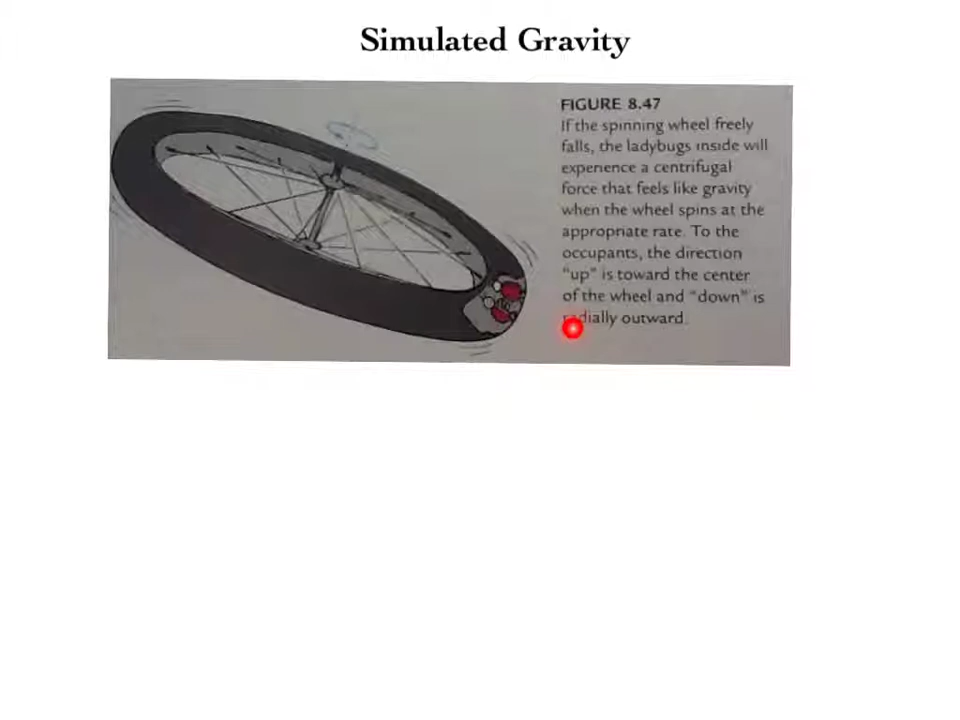 Simulated Gravity
FIGURE 8.47
If the spinning wheel freely
falls, the ladybugs inside will
experience a centrifugal
force that feels like gravity
when the wheel spins at the
appropriate rate. To the
occupants, the direction
"up" is toward the center
of the wheel and "down" is
radially outward.